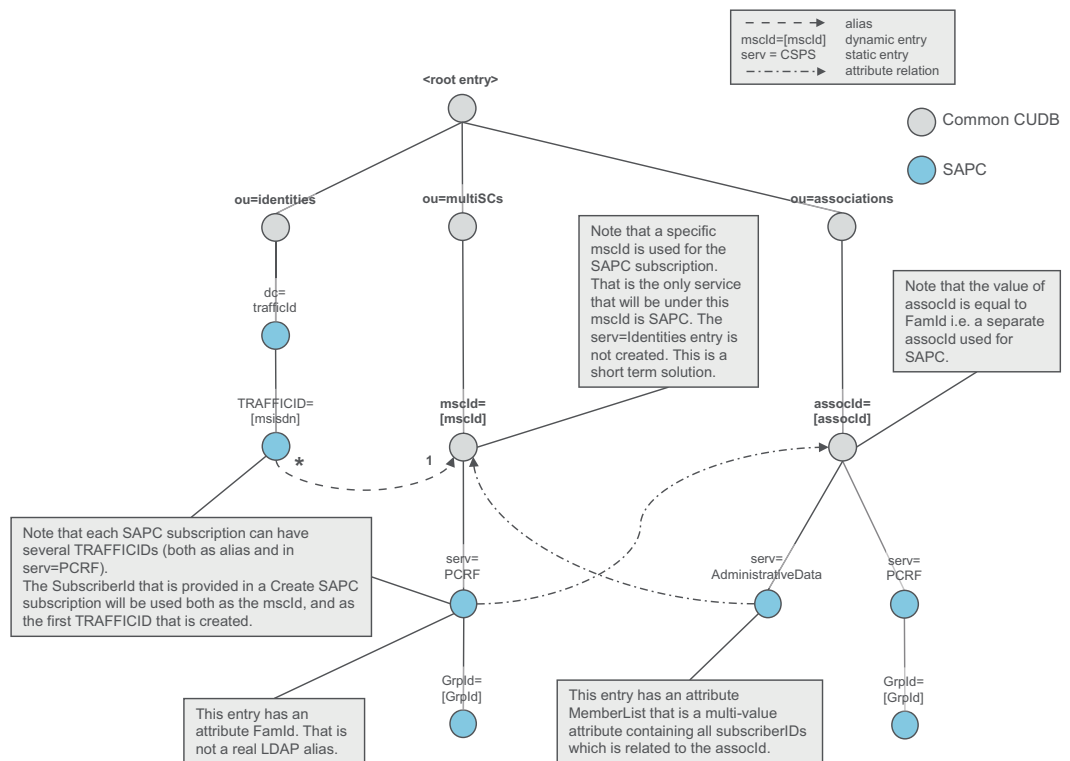 alias
mscId=[mscId] dynamic entry
serv = CSPS static entry
attribute relation
<root entry>
Common CUDB
SAPC
ou=identities
ou=multiSCs
ou=associations
Note that a specific
mscId is used for the
SAPC subscription.
That is the only service
that will be under this
mscId is SAPC. The
serv=Identities entry is
not created. This is a
short term solution.
Note that the value of
assocId is equal to
FamId i.e. a separate
assocId used for
SAPC.
dc=
trafficId
TRAFFICID=
[msisdn]
mscId=
[mscId]
assocId=
[assocId]
*
1
Note that each SAPC subscription can have
several TRAFFICIDs (both as alias and in
serv=PCRF).
The SubscriberId that is provided in a Create SAPC
subscription will be used both as the mscId, and as
the first TRAFFICID that is created.
serv=
PCRF
serv=
AdministrativeData
serv=
PCRF
GrpId=
[GrpId]
GrpId=
[GrpId]
This entry has an
attribute FamId. That is
not a real LDAP alias.
This entry has an attribute
MemberList that is a multi-value
attribute containing all subscriberIDs
which is related to the assocId.